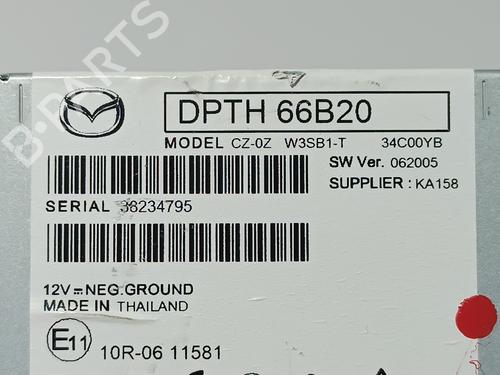 DPTH 66B20
MODEL CZ-0Z W3SB1-T 34C00YB
SW Ver. 062005
SUPPLIER : KA158
SERIAL 38234795
12V NEG.GROUND
MADE IN THAILAND
E11 10R-06 11581
B-PARTS